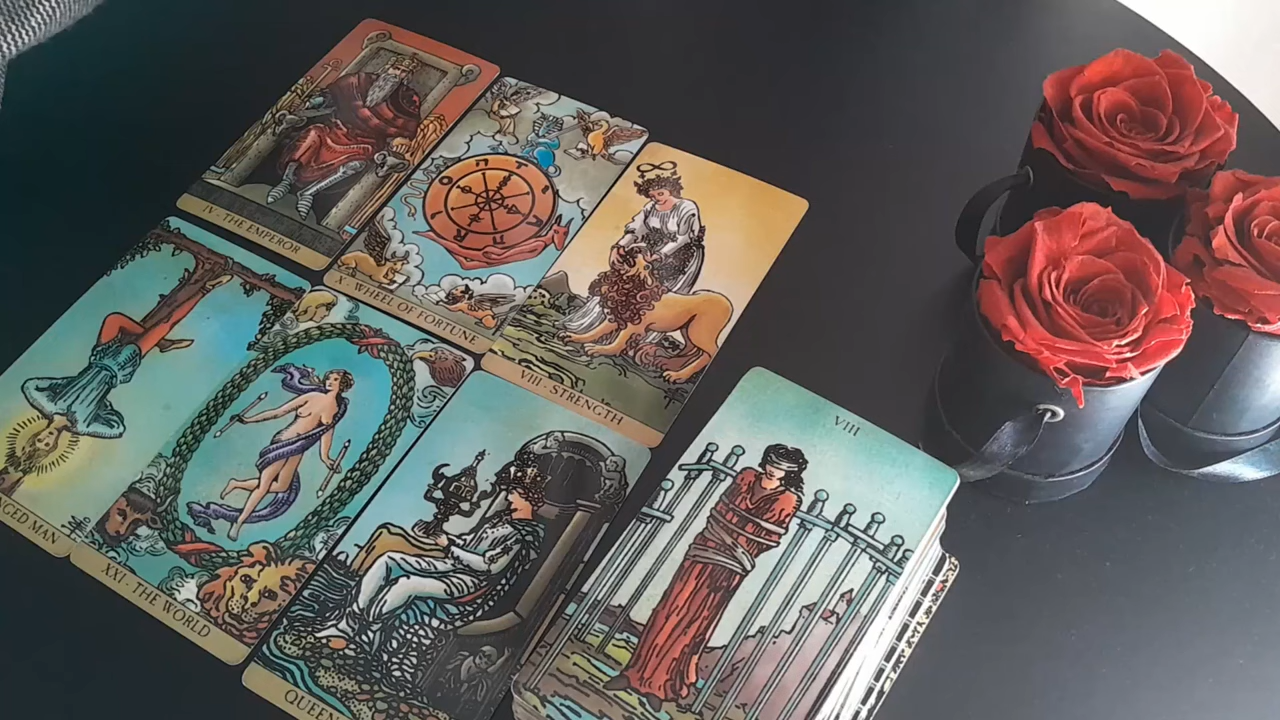 IV - THE EMPEROR
X - WHEEL OF FORTUNE
VIII - STRENGTH
NGED MAN
XXI - THE WORLD
QUEEN
VIII